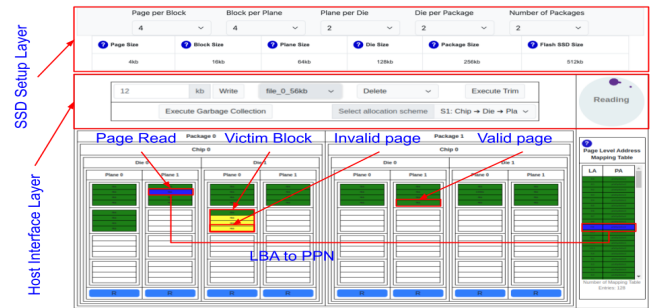 SSD Setup Layer
Page per Block
Block per Plane
Plane per Die
Die per Package
Number of Packages
4
4
2
2
2
? Page Size
? Block Size
? Plane Size
? Die Size
? Package Size
? Flash SSD Size
4kb
16kb
64kb
128kb
256kb
512kb
Host Interface Layer
12
kb
Write
file_0_56kb
Delete
Execute Trim
Execute Garbage Collection
Select allocation scheme
S1: Chip → Die → Pla
Reading
Page Read
Package 0
Victim Block
Invalid page
Package 1
Valid page
Chip 0
Chip 0
Die 0
Die 1
Die 0
Die 1
Plane 0
Plane 1
Plane 0
Plane 1
Plane 0
Plane 1
Plane 0
Plane 1
LBA to PPN
?
Page Level Address
Mapping Table
LA
PA
Number of Mapping Table
Entries: 128